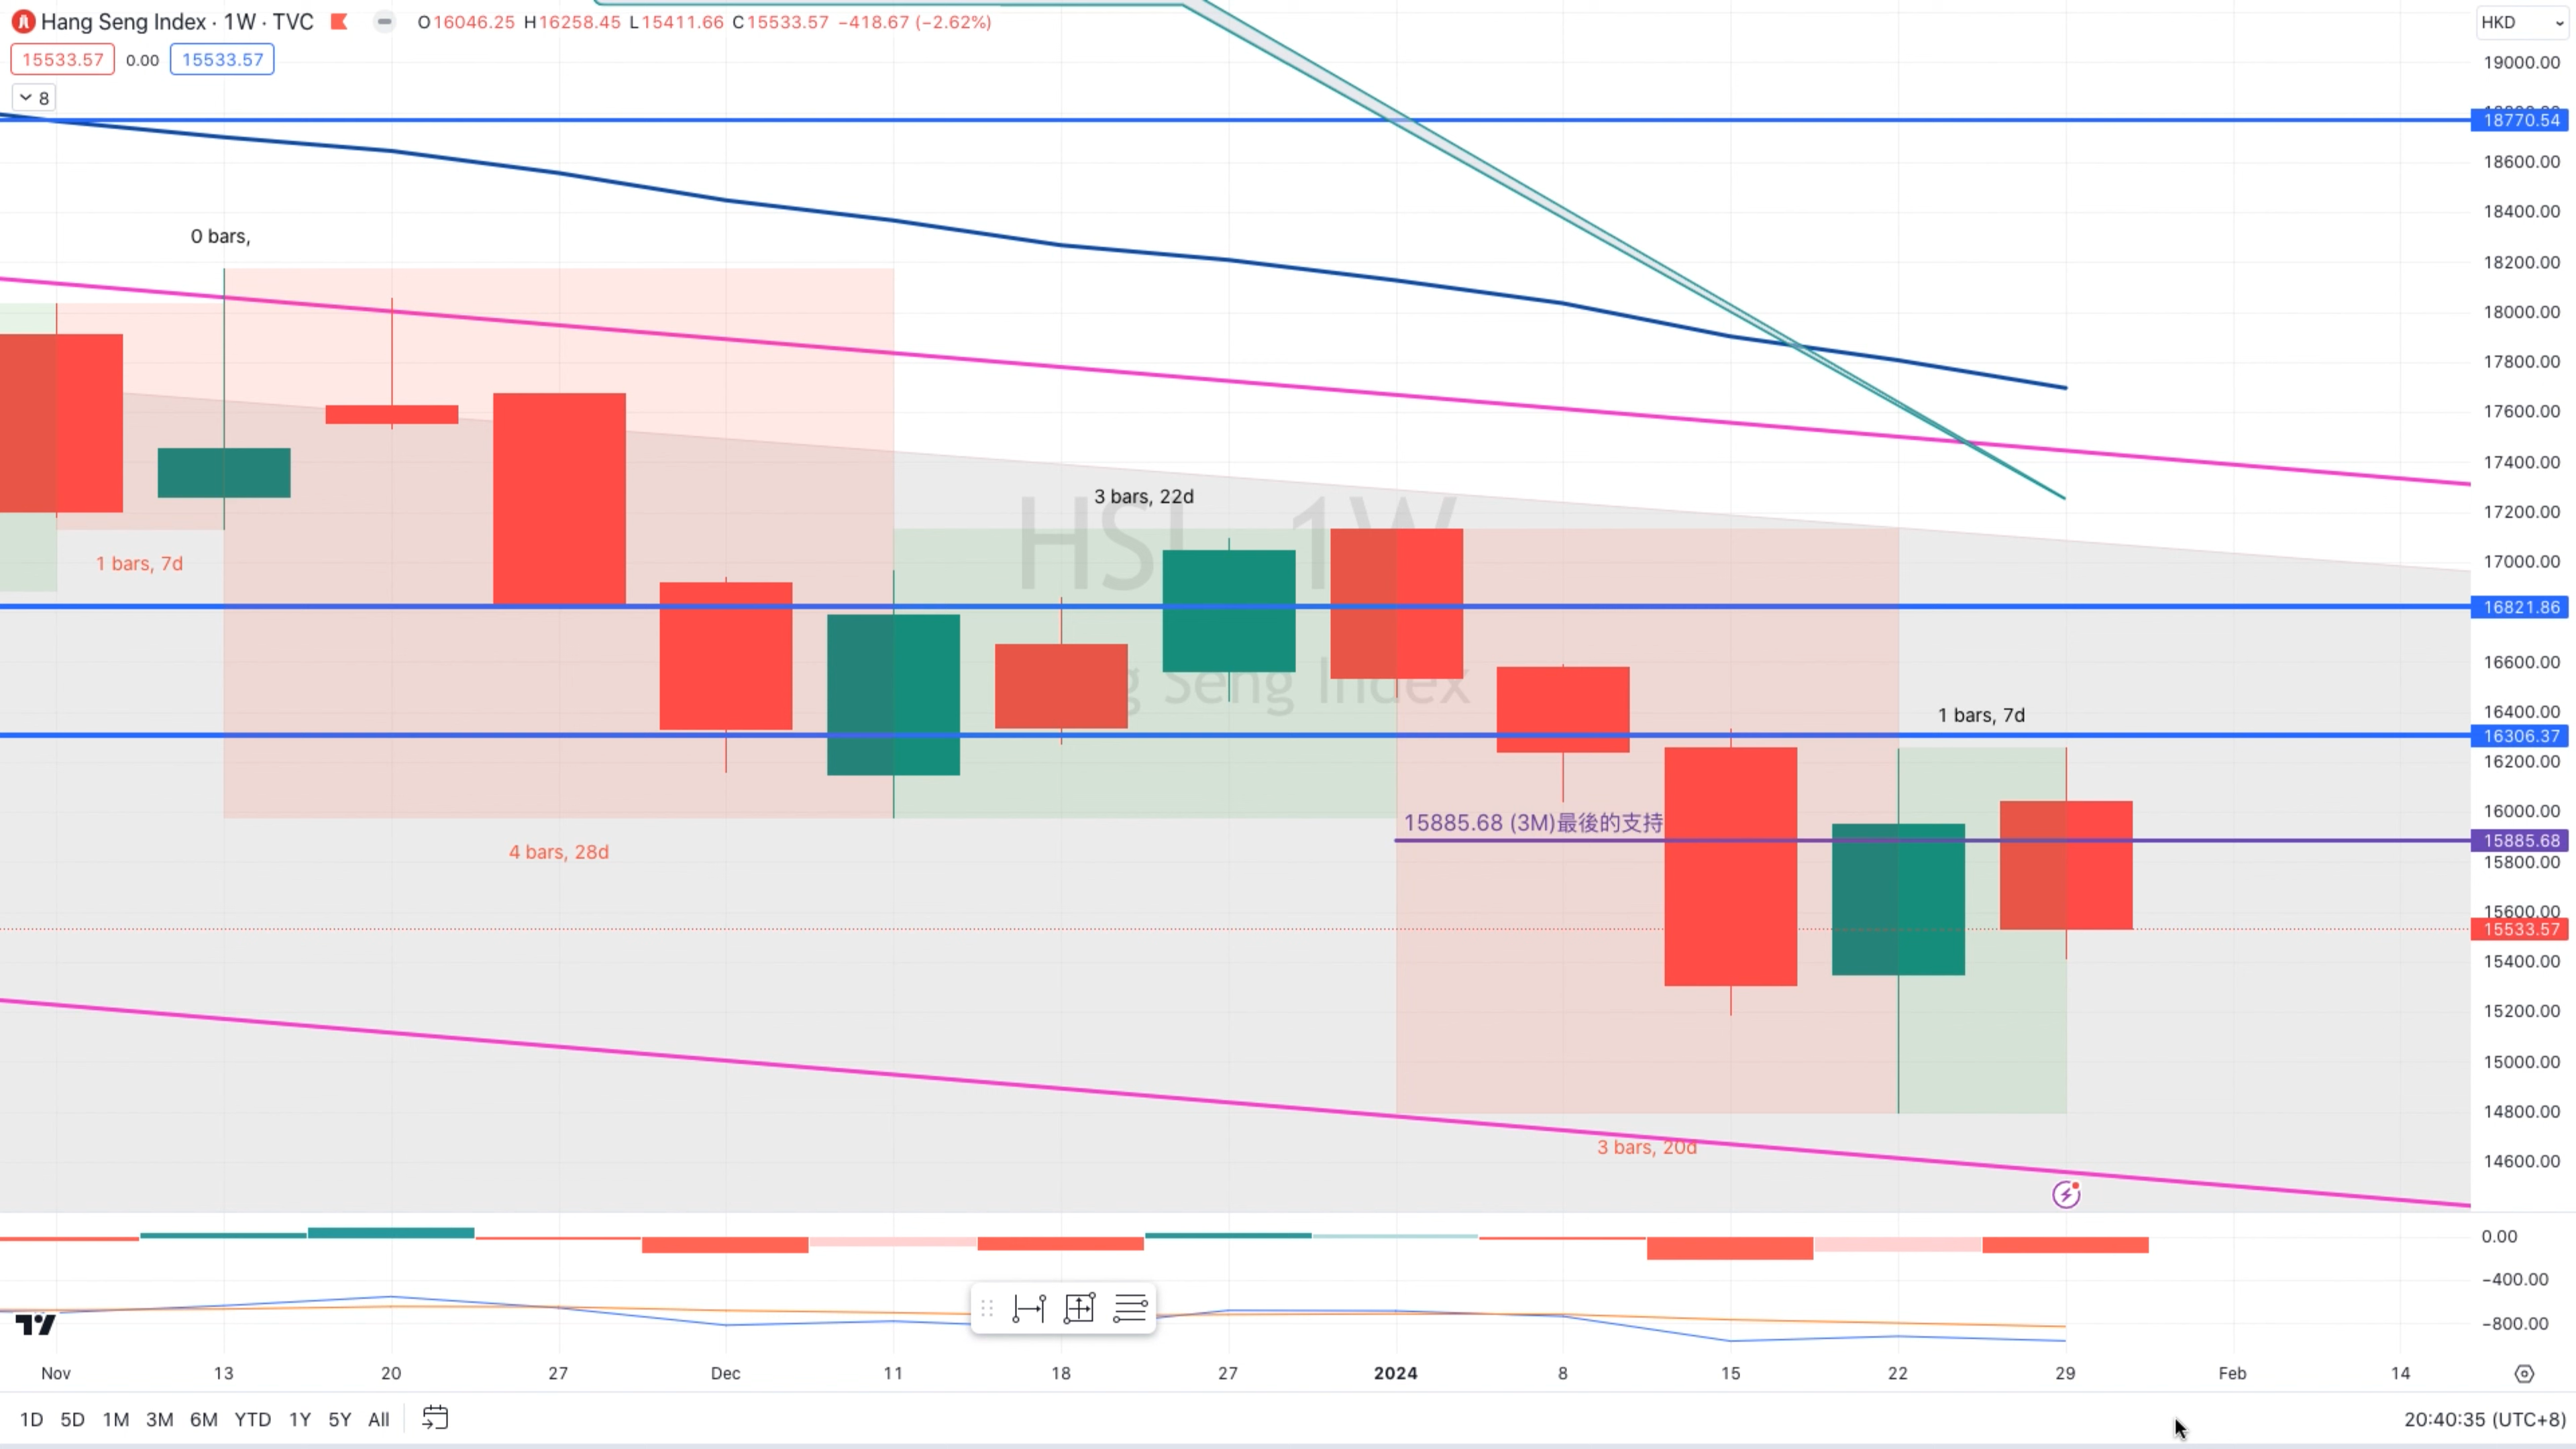 Hang Seng Index · 1W · TVC O16046.25 H16258.45 L15411.66 C15533.57 −418.67 (−2.62%)
HKD
15533.57 0.00 15533.57
8
19000.00
18770.54
18600.00
18400.00
0 bars,
18200.00
18000.00
17800.00
17600.00
17400.00
3 bars, 22d
HSI, 1W
17200.00
1 bars, 7d
17000.00
16821.86
16600.00
g Seng Index
16400.00
1 bars, 7d
16306.37
16200.00
16000.00
15885.68 (3M)最後的支持
15885.68
4 bars, 28d
15800.00
15600.00
15533.57
15400.00
15200.00
15000.00
14800.00
3 bars, 20d
14600.00
0.00
−400.00
−800.00
Nov 13 20 27 Dec 11 18 27 2024 8 15 22 29 Feb 14
1D 5D 1M 3M 6M YTD 1Y 5Y All
20:40:35 (UTC+8)